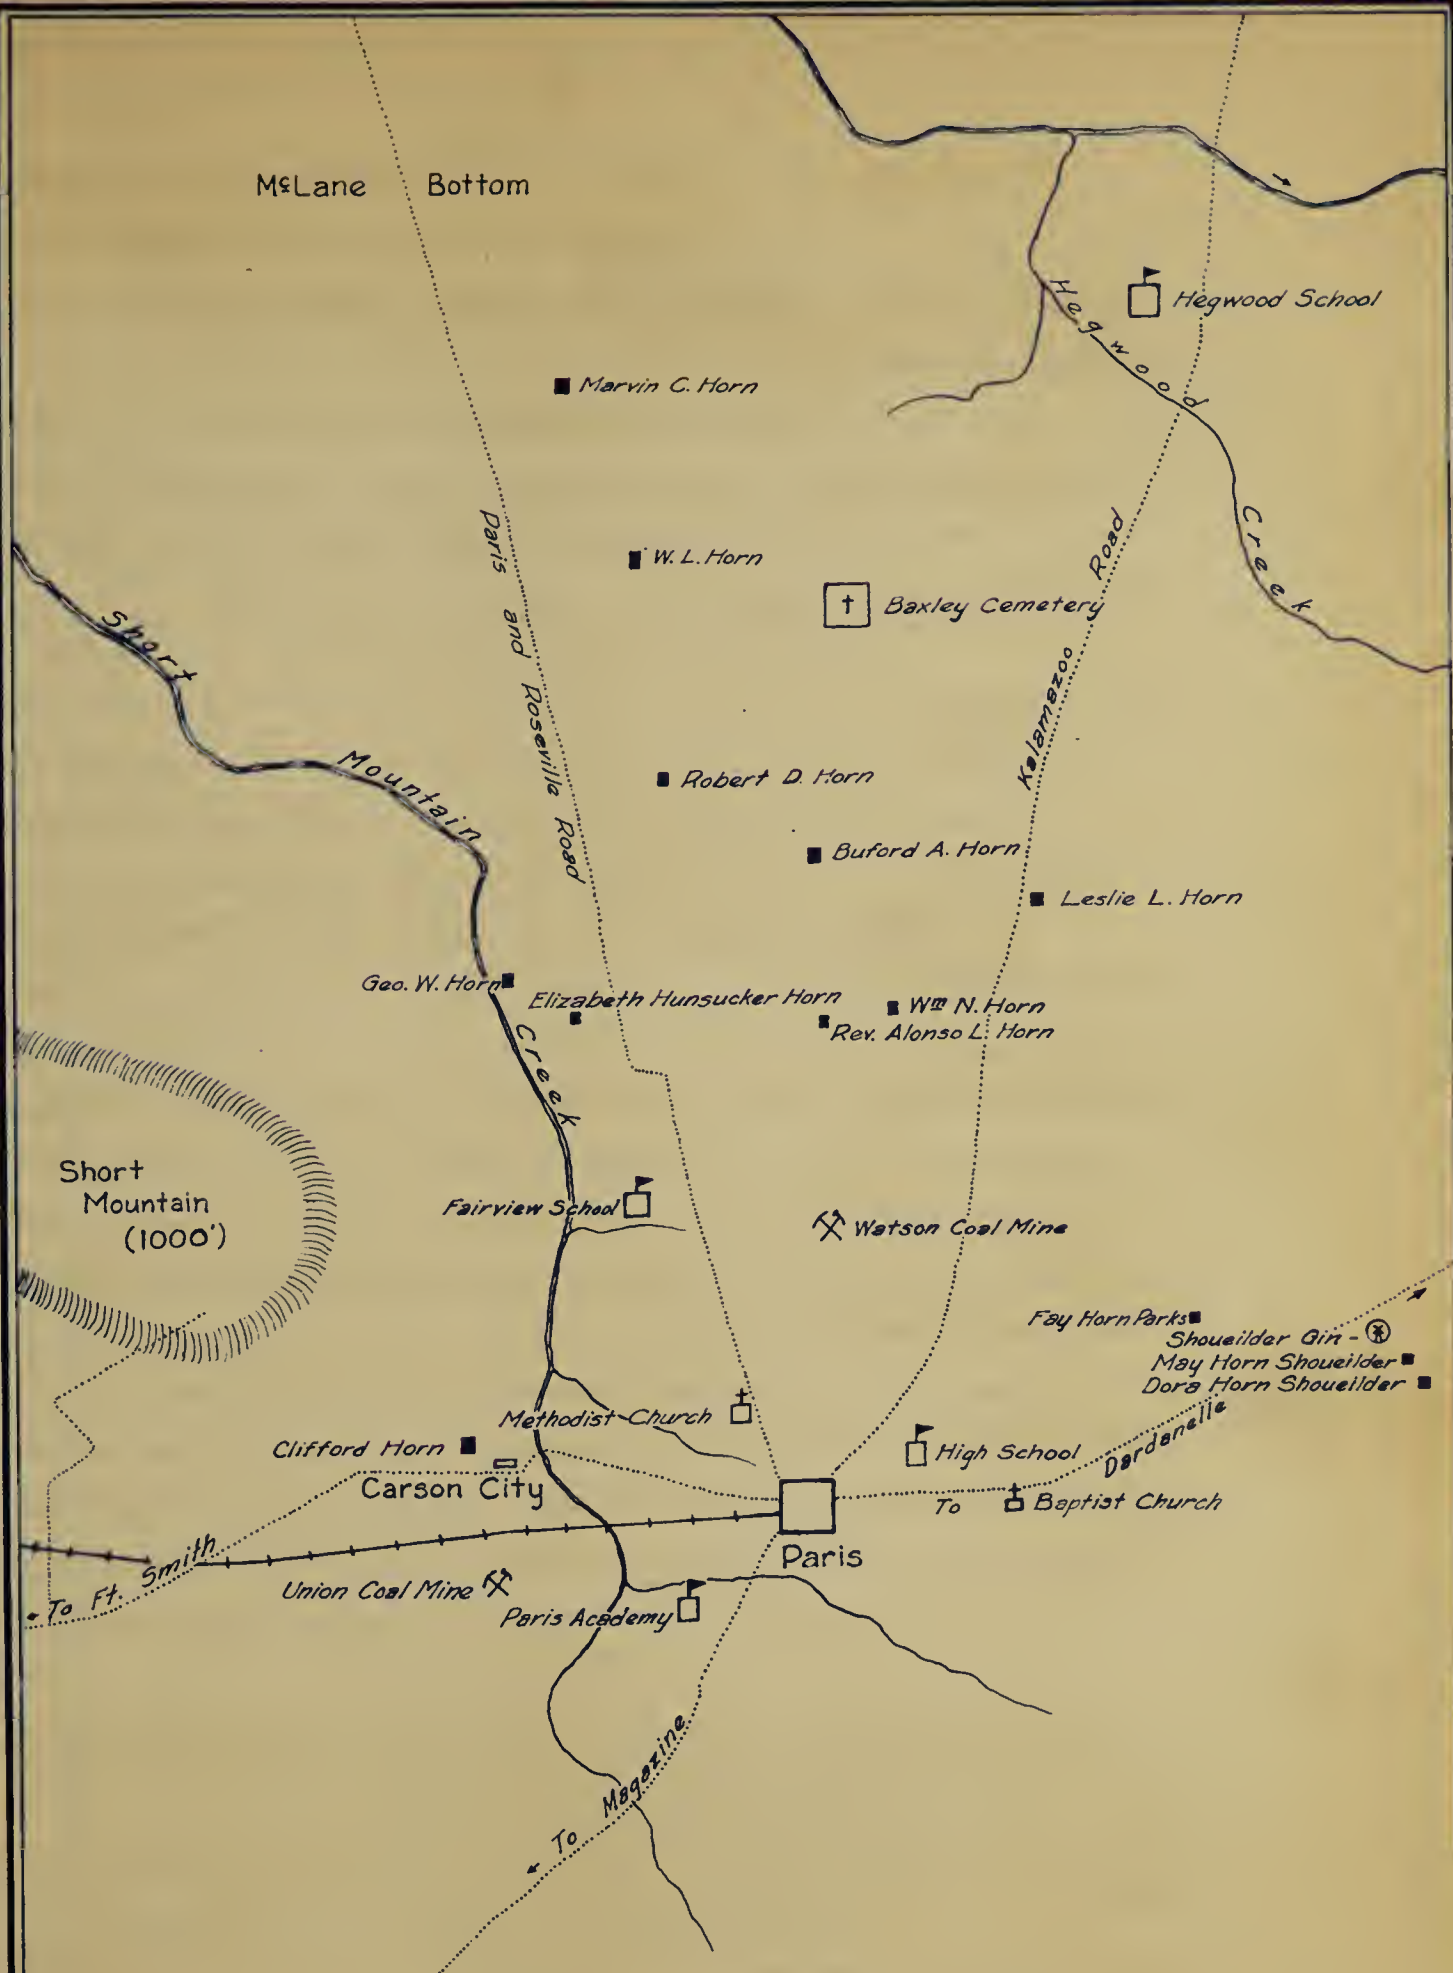 McLane Bottom
Hegwood School
Hegwood Creek
Marvin C. Horn
Paris and Roseville Road
W. L. Horn
Baxley Cemetery
Kalamazoo Road
Short Mountain Creek
Robert D. Horn
Buford A. Horn
Leslie L. Horn
Geo. W. Horn
Elizabeth Hunsucker Horn
Wm N. Horn
Rev. Alonso L. Horn
Short
Mountain
(1000')
Fairview School
Watson Coal Mine
Fay Horn Parks
Shoueilder Gin -
May Horn Shoueilder
Dora Horn Shoueilder
Methodist Church
Clifford Horn
Carson City
High School
To Dardanelle
Baptist Church
Paris
To Ft. Smith
Union Coal Mine
Paris Academy
To Magazine